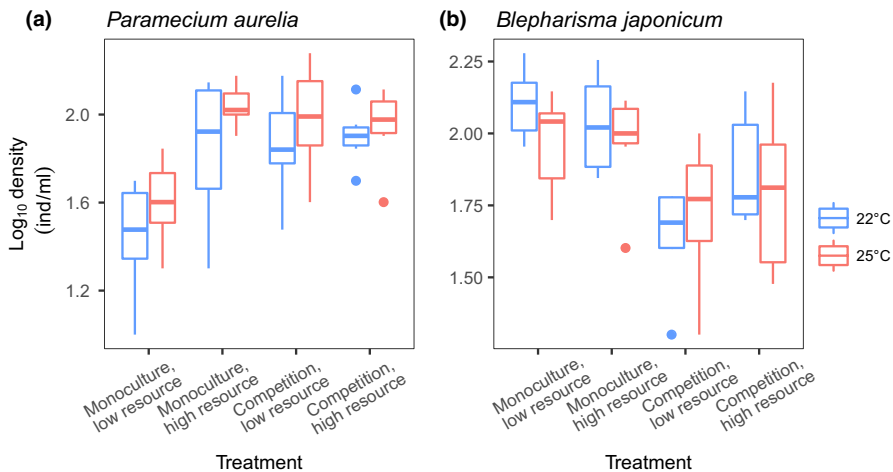 (a) Paramecium aurelia
(b) Blepharisma japonicum
Log10 density
(ind/ml)
2.0
1.6
1.2
2.25
2.00
1.75
1.50
22°C
25°C
Monoculture,
low resource
Monoculture,
high resource
Competition,
low resource
Competition,
high resource
Monoculture,
low resource
Monoculture,
high resource
Competition,
low resource
Competition,
high resource
Treatment
Treatment